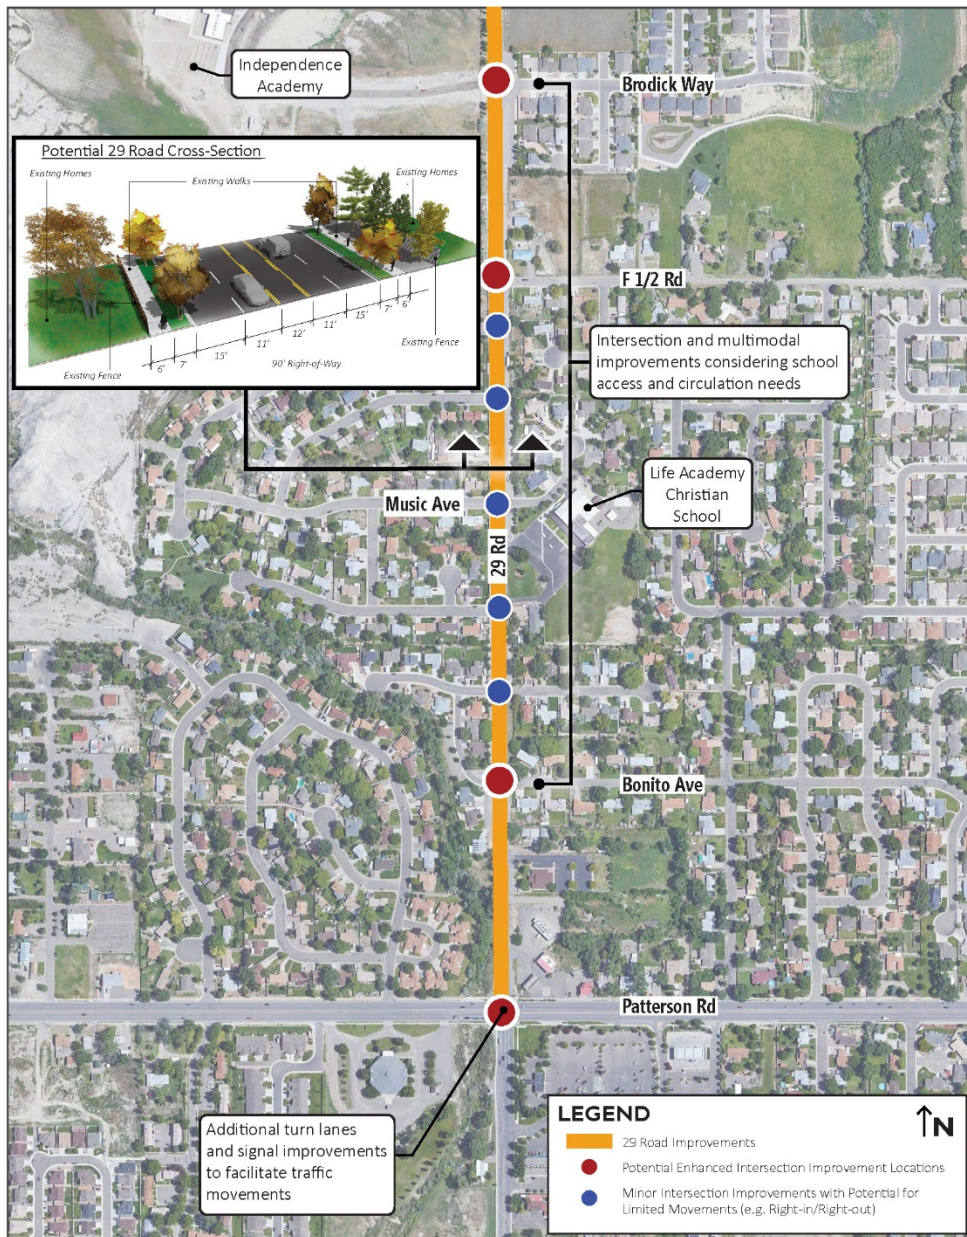 Independence
Academy
Brodick Way
Potential 29 Road Cross-Section
Existing Homes
Existing Walks
Existing Homes
Existing Fence
Existing Fence
6'
7'
15'
11'
12'
11'
15'
7'
6'
90' Right-of-Way
F 1/2 Rd
Intersection and multimodal
improvements considering school
access and circulation needs
Life Academy
Christian
School
Music Ave
29 Rd
Bonito Ave
Patterson Rd
Additional turn lanes
and signal improvements
to facilitate traffic
movements
LEGEND
N
29 Road Improvements
Potential Enhanced Intersection Improvement Locations
Minor Intersection Improvements with Potential for
Limited Movements (e.g. Right-in/Right-out)